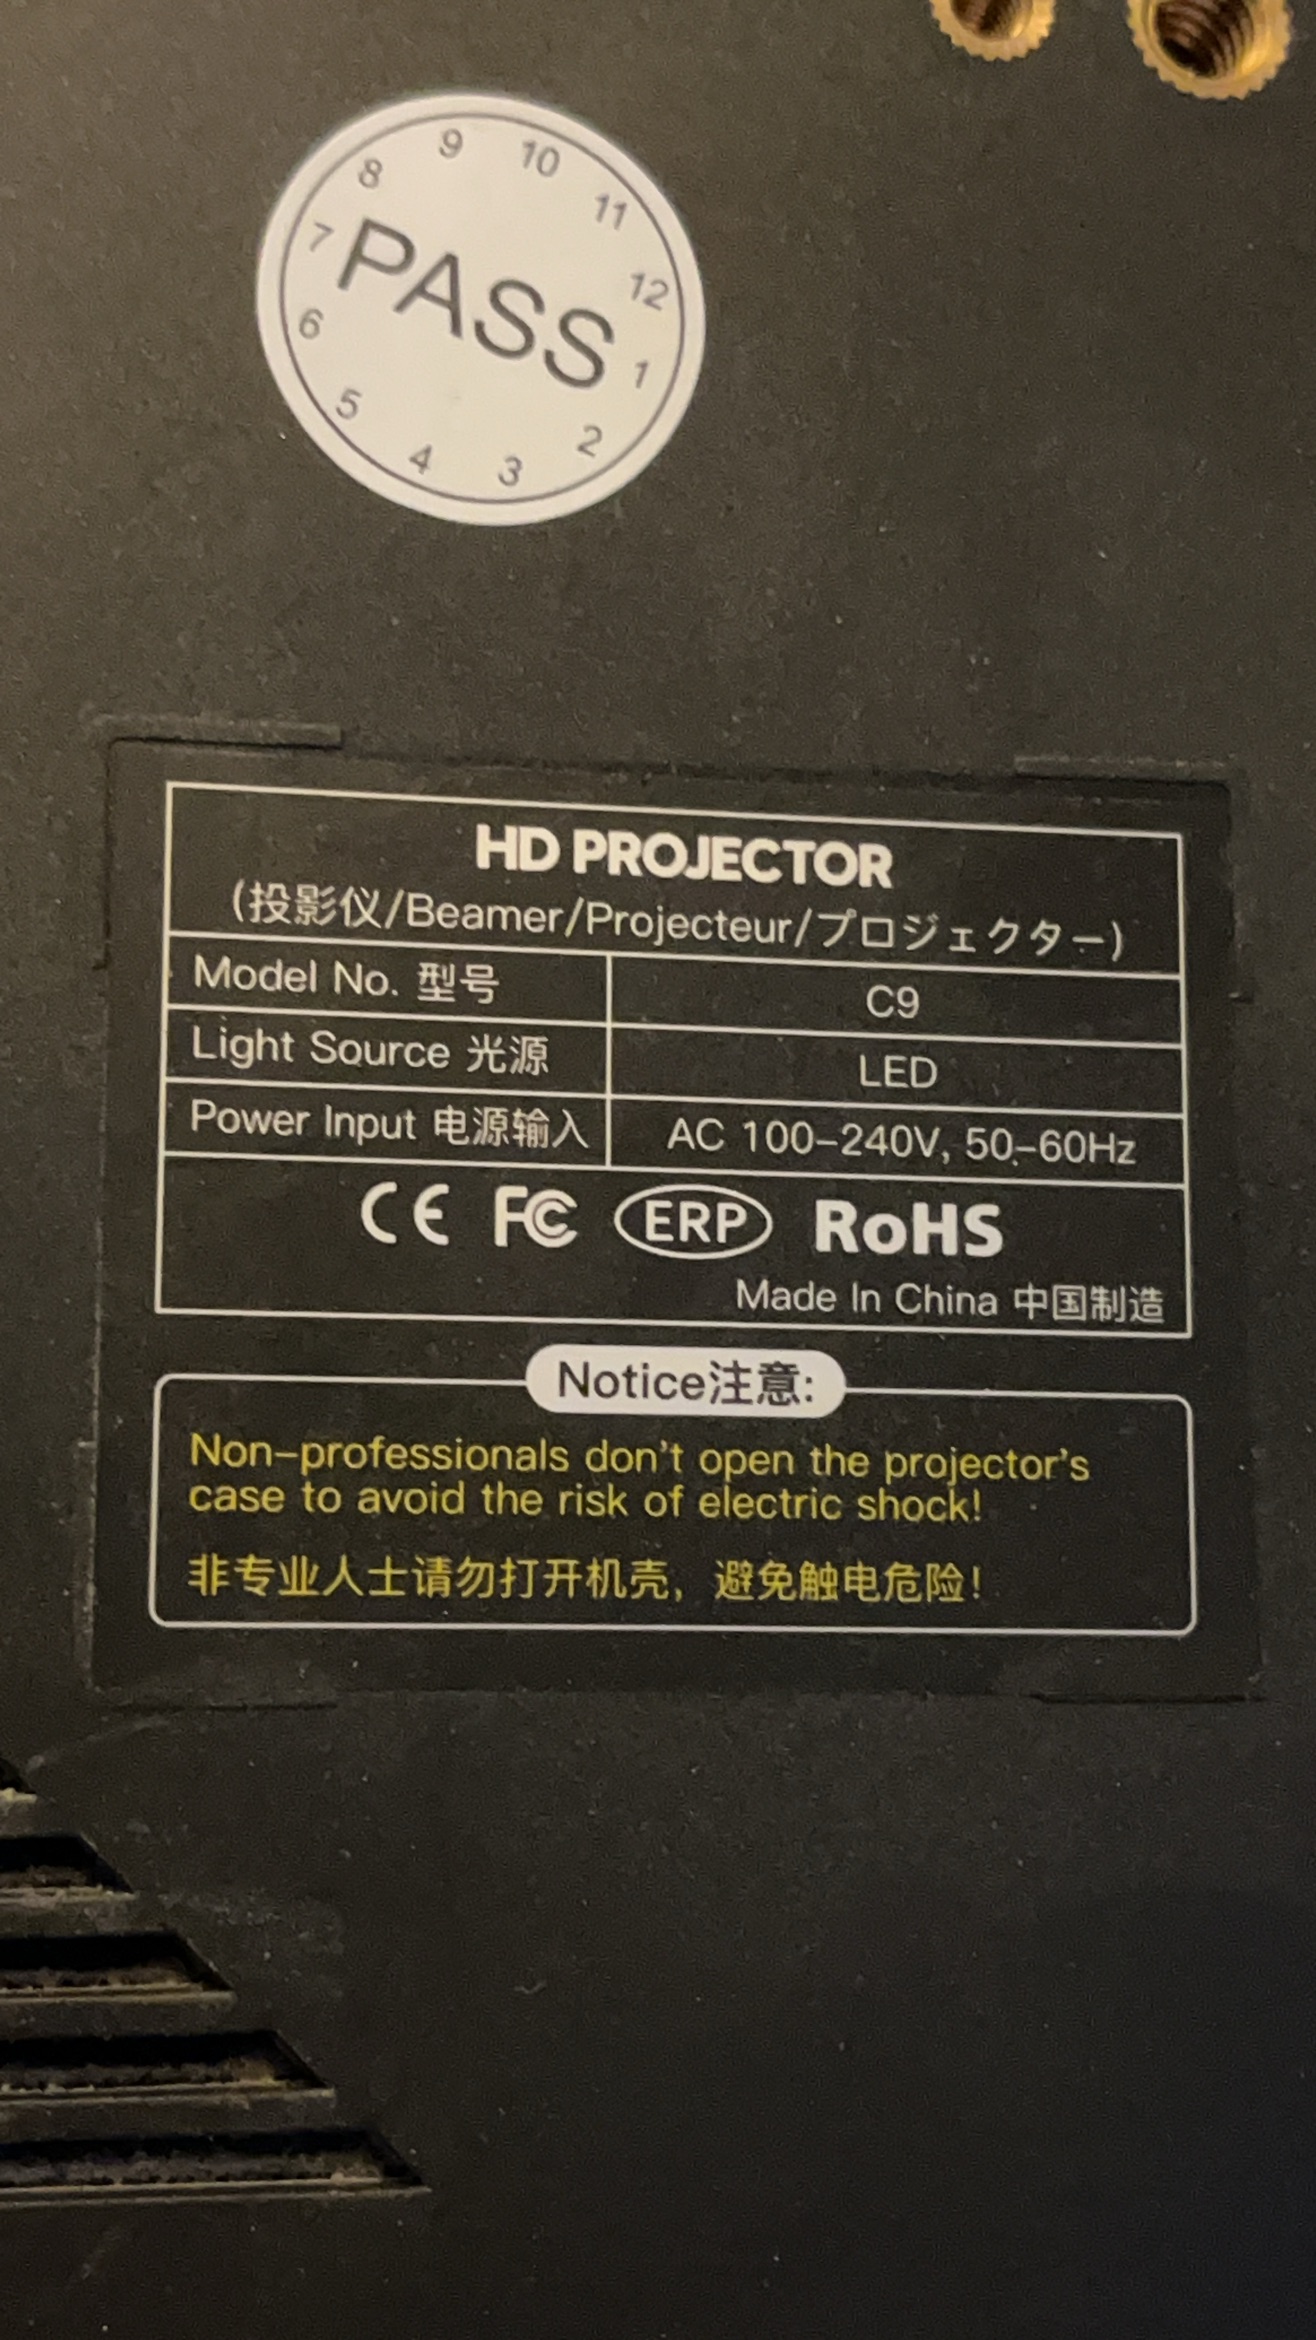 9 10
8 11
7 PASS 12
6 1
5 2
4 3
HD PROJECTOR
(投影仪/Beamer/Projecteur/プロジェクター)
Model No. 型号 C9
Light Source 光源 LED
Power Input 电源输入 AC 100-240V, 50-60Hz
CE FC ERP RoHS
Made In China 中国制造
Notice注意:
Non-professionals don't open the projector's
case to avoid the risk of electric shock!
非专业人士请勿打开机壳，避免触电危险！